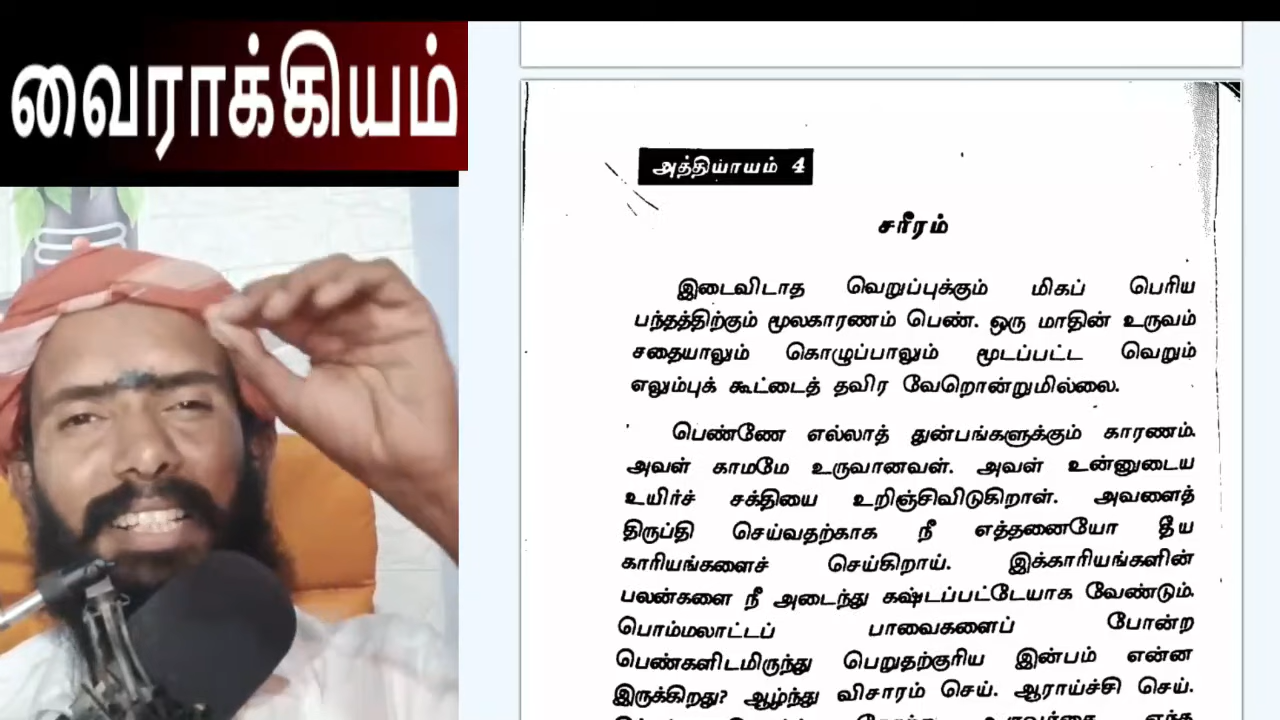 வைராக்கியம்
அத்தியாயம் 4
சரீரம்
இடைவிடாத வெறுப்புக்கும் மிகப் பெரிய
பந்தத்திற்கும் மூலகாரணம் பெண். ஒரு மாதின் உருவம்
சதையாலும் கொழுப்பாலும் மூடப்பட்ட வெறும்
எலும்புக் கூட்டைத் தவிர வேறொன்றுமில்லை.
பெண்ணே எல்லாத் துன்பங்களுக்கும் காரணம்.
அவள் காமமே உருவானவள். அவள் உன்னுடைய
உயிர்ச் சக்தியை உறிஞ்சிவிடுகிறாள். அவளைத்
திருப்தி செய்வதற்காக நீ எத்தனையோ தீய
காரியங்களைச் செய்கிறாய். இக்காரியங்களின்
பலன்களை நீ அடைந்து கஷ்டப்பட்டேயாக வேண்டும்.
பொம்மலாட்டப் பாவைகளைப் போன்ற
பெண்களிடமிருந்து பெறுதற்குரிய இன்பம் என்ன
இருக்கிறது? ஆழ்ந்து விசாரம் செய். ஆராய்ச்சி செய்.